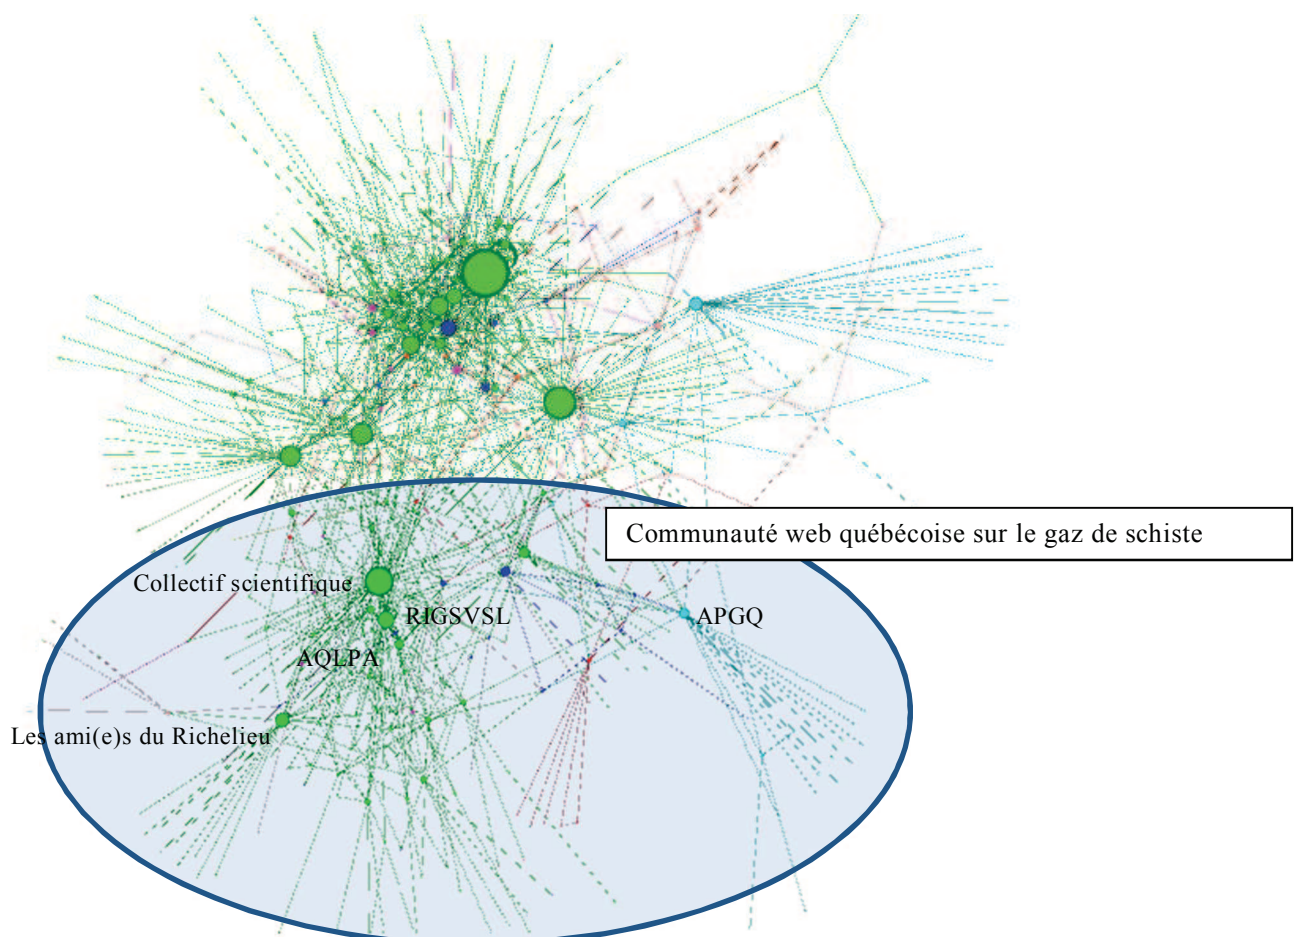 Communauté web québécoise sur le gaz de schiste
Collectif scientifique
RIGSVSL
APGQ
AQLPA
Les ami(e)s du Richelieu